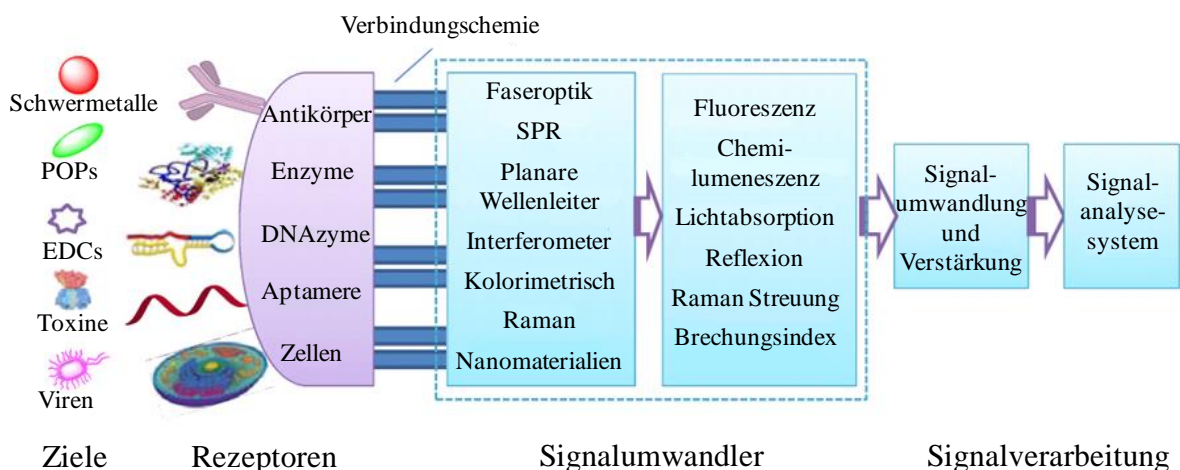 Verbindungschemie
Schwermetalle
POPs
EDCs
Toxine
Viren
Antikörper
Enzyme
DNAzyme
Aptamere
Zellen
Faseroptik
SPR
Planare
Wellenleiter
Interferometer
Kolorimetrisch
Raman
Nanomaterialien
Fluoreszenz
Chemi-
lumeneszenz
Lichtabsorption
Reflexion
Raman Streuung
Brechungsindex
Signal-
umwandlung
und
Verstärkung
Signal-
analyse-
system
Ziele
Rezeptoren
Signalumwandler
Signalverarbeitung